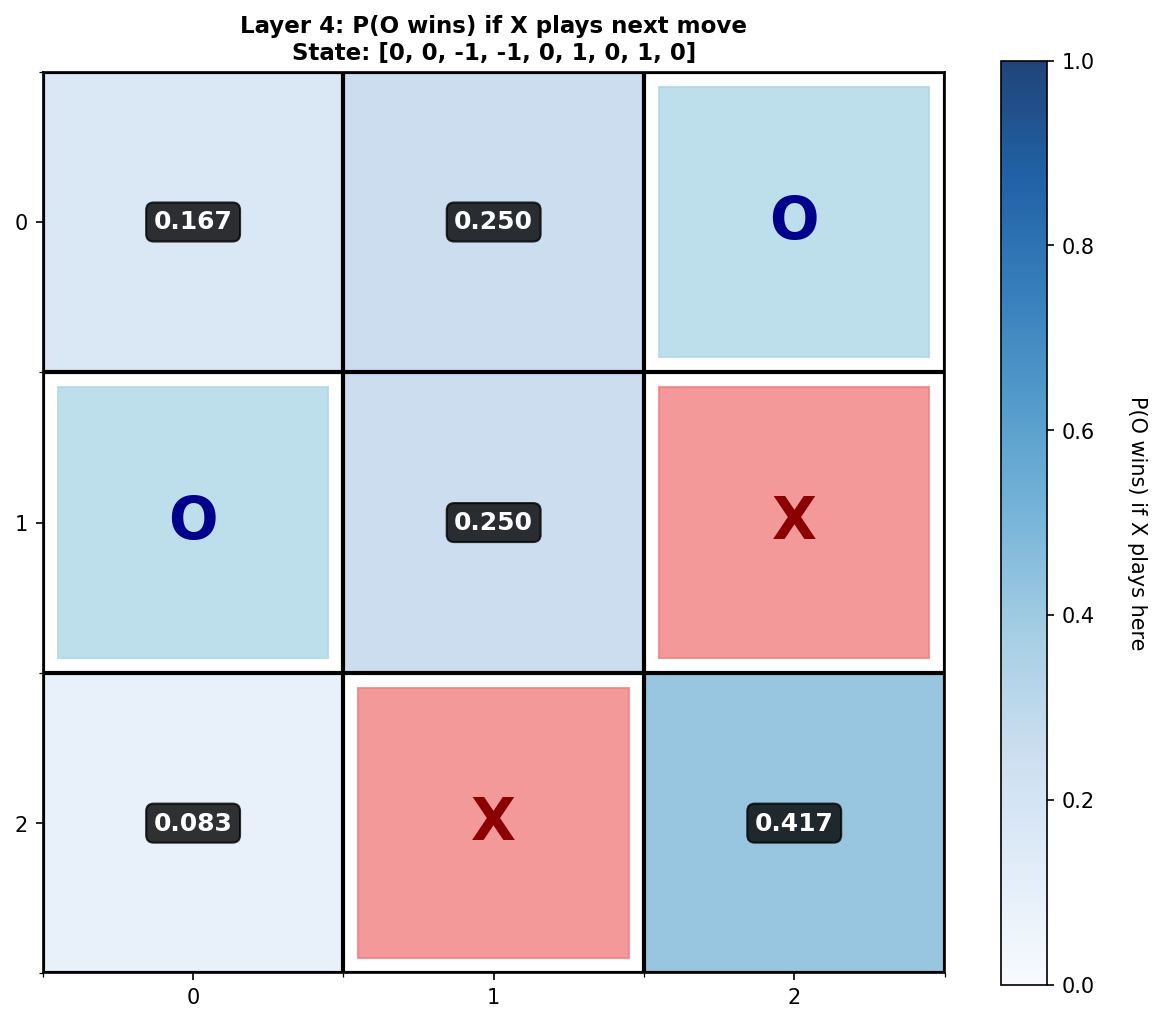 Layer 4: P(O wins) if X plays next move
State: [0, 0, -1, -1, 0, 1, 0, 1, 0]
0.167
0.250
O
O
0.250
X
0.083
X
0.417
0
1
2
0
1
2
1.0
0.8
0.6
0.4
0.2
0.0
P(O wins) if X plays here